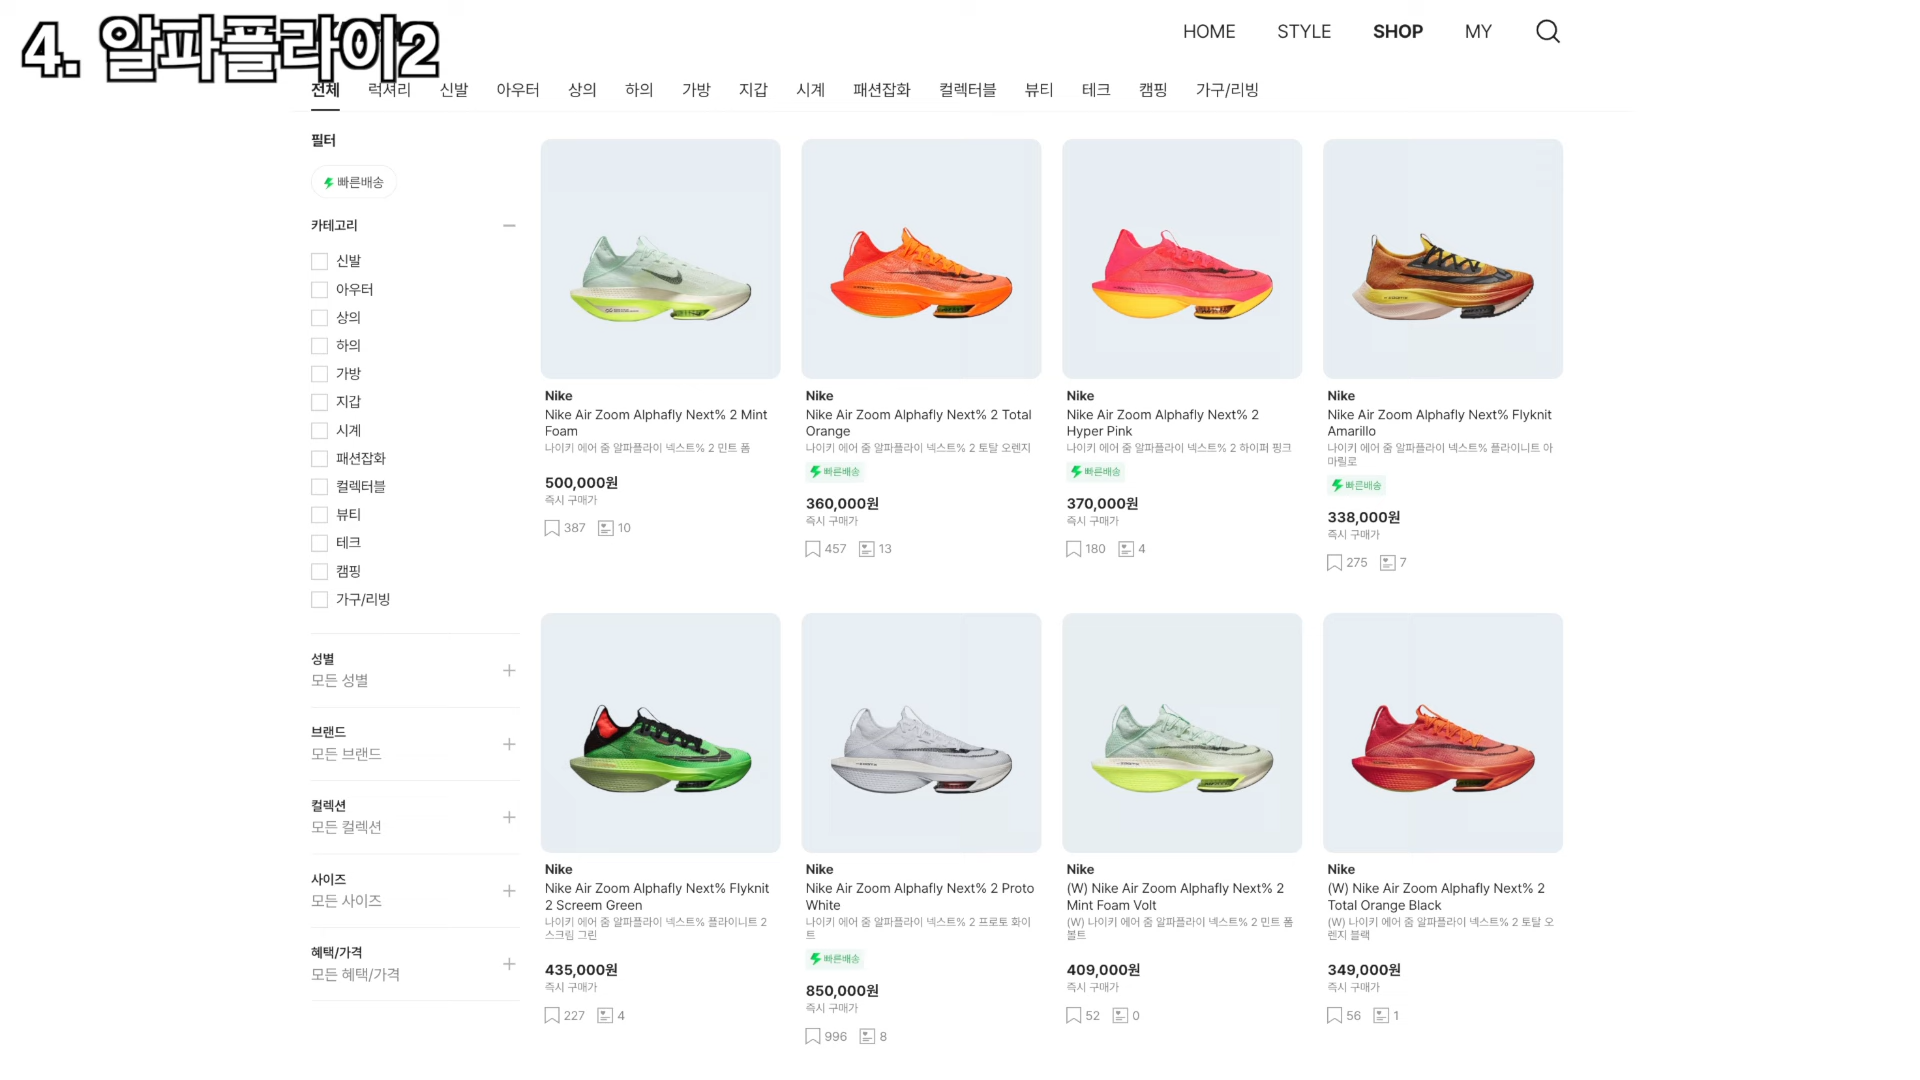 4. 알파플라이2
HOME STYLE SHOP MY
전체 럭셔리 신발 아우터 상의 하의 가방 지갑 시계 패션잡화 컬렉터블 뷰티 테크 캠핑 가구/리빙
필터
빠른배송
카테고리
신발
아우터
상의
하의
가방
지갑
시계
패션잡화
컬렉터블
뷰티
테크
캠핑
가구/리빙
성별
모든 성별
브랜드
모든 브랜드
컬렉션
모든 컬렉션
사이즈
모든 사이즈
혜택/가격
모든 혜택/가격
Nike
Nike Air Zoom Alphafly Next% 2 Mint
Foam
나이키 에어 줌 알파플라이 넥스트% 2 민트 폼
500,000원
즉시 구매가
387 10
Nike
Nike Air Zoom Alphafly Next% 2 Total
Orange
나이키 에어 줌 알파플라이 넥스트% 2 토탈 오렌지
빠른배송
360,000원
즉시 구매가
457 13
Nike
Nike Air Zoom Alphafly Next% 2
Hyper Pink
나이키 에어 줌 알파플라이 넥스트% 2 하이퍼 핑크
빠른배송
370,000원
즉시 구매가
180 4
Nike
Nike Air Zoom Alphafly Next% Flyknit
Amarillo
나이키 에어 줌 알파플라이 넥스트% 플라이니트 아
마릴로
빠른배송
338,000원
즉시 구매가
275 7
Nike
Nike Air Zoom Alphafly Next% Flyknit
2 Screem Green
나이키 에어 줌 알파플라이 넥스트% 플라이니트 2
스크림 그린
435,000원
즉시 구매가
227 4
Nike
Nike Air Zoom Alphafly Next% 2 Proto
White
나이키 에어 줌 알파플라이 넥스트% 2 프로토 화이
트
빠른배송
850,000원
즉시 구매가
996 8
Nike
(W) Nike Air Zoom Alphafly Next% 2
Mint Foam Volt
(W) 나이키 에어 줌 알파플라이 넥스트% 2 민트 폼
볼트
409,000원
즉시 구매가
52 0
Nike
(W) Nike Air Zoom Alphafly Next% 2
Total Orange Black
(W) 나이키 에어 줌 알파플라이 넥스트% 2 토탈 오
렌지 블랙
349,000원
즉시 구매가
56 1